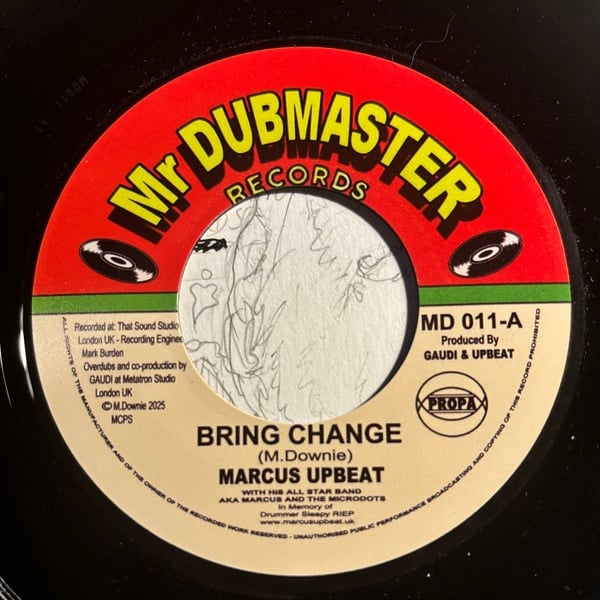 Mr DUBMASTER
RECORDS
Recorded at: That Sound Studio
London UK - Recording Enginee
Mark Burden
Overdubs and co-production by
GAUDI at Metatron Studio
London UK
© M.Downie 2025
MCPS
MD 011-A
Produced By
GAUDI & UPBEAT
PROPA
BRING CHANGE
(M.Downie)
MARCUS UPBEAT
WITH HIS ALL STAR BAND
AKA MARCUS AND THE MICRODOTS
In Memory of
Drummer Sleepy RIEP
www.marcusupbeat.uk
ALL RIGHTS OF THE MANUFACTURER AND OF THE OWNER OF THE RECORDED WORK RESERVED - UNAUTHORISED PUBLIC PERFORMANCE BROADCASTING AND COPYING OF THIS RECORD PROHIBITED